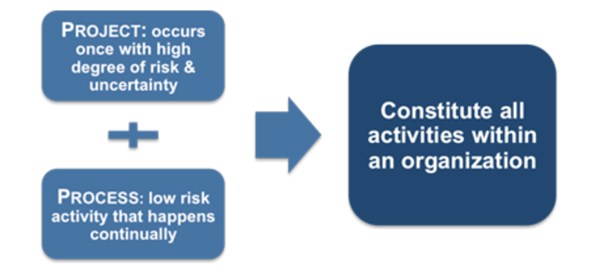 PROJECT: occurs
once with high
degree of risk &
uncertainty
PROCESS: low risk
activity that happens
continually
Constitute all
activities within
an organization